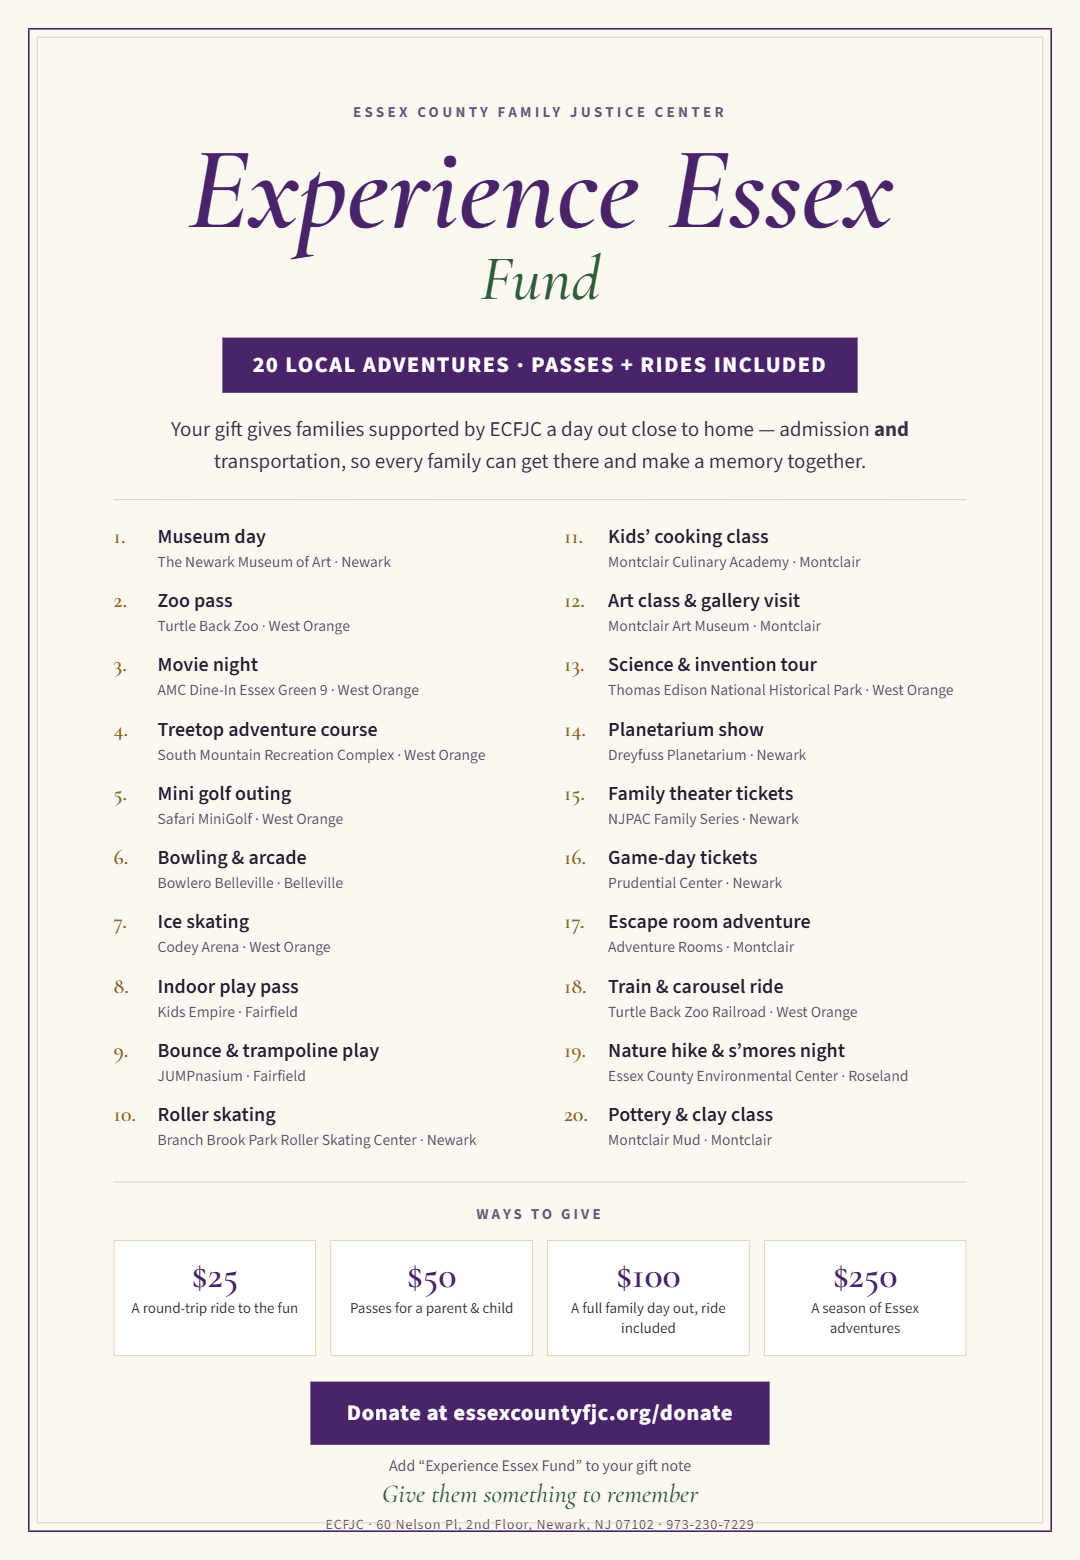 ESSEX COUNTY FAMILY JUSTICE CENTER
Experience Essex
Fund
20 LOCAL ADVENTURES · PASSES + RIDES INCLUDED
Your gift gives families supported by ECFJC a day out close to home — admission and
transportation, so every family can get there and make a memory together.
1. Museum day
The Newark Museum of Art · Newark
2. Zoo pass
Turtle Back Zoo · West Orange
3. Movie night
AMC Dine-In Essex Green 9 · West Orange
4. Treetop adventure course
South Mountain Recreation Complex · West Orange
5. Mini golf outing
Safari MiniGolf · West Orange
6. Bowling & arcade
Bowlero Belleville · Belleville
7. Ice skating
Codey Arena · West Orange
8. Indoor play pass
Kids Empire · Fairfield
9. Bounce & trampoline play
JUMPnasium · Fairfield
10. Roller skating
Branch Brook Park Roller Skating Center · Newark
11. Kids’ cooking class
Montclair Culinary Academy · Montclair
12. Art class & gallery visit
Montclair Art Museum · Montclair
13. Science & invention tour
Thomas Edison National Historical Park · West Orange
14. Planetarium show
Dreyfuss Planetarium · Newark
15. Family theater tickets
NJPAC Family Series · Newark
16. Game-day tickets
Prudential Center · Newark
17. Escape room adventure
Adventure Rooms · Montclair
18. Train & carousel ride
Turtle Back Zoo Railroad · West Orange
19. Nature hike & s’mores night
Essex County Environmental Center · Roseland
20. Pottery & clay class
Montclair Mud · Montclair
WAYS TO GIVE
$25
A round-trip ride to the fun
$50
Passes for a parent & child
$100
A full family day out, ride
included
$250
A season of Essex
adventures
Donate at essexcountyfjc.org/donate
Add “Experience Essex Fund” to your gift note
Give them something to remember
ECFJC · 60 Nelson Pl, 2nd Floor, Newark, NJ 07102 · 973-230-7229